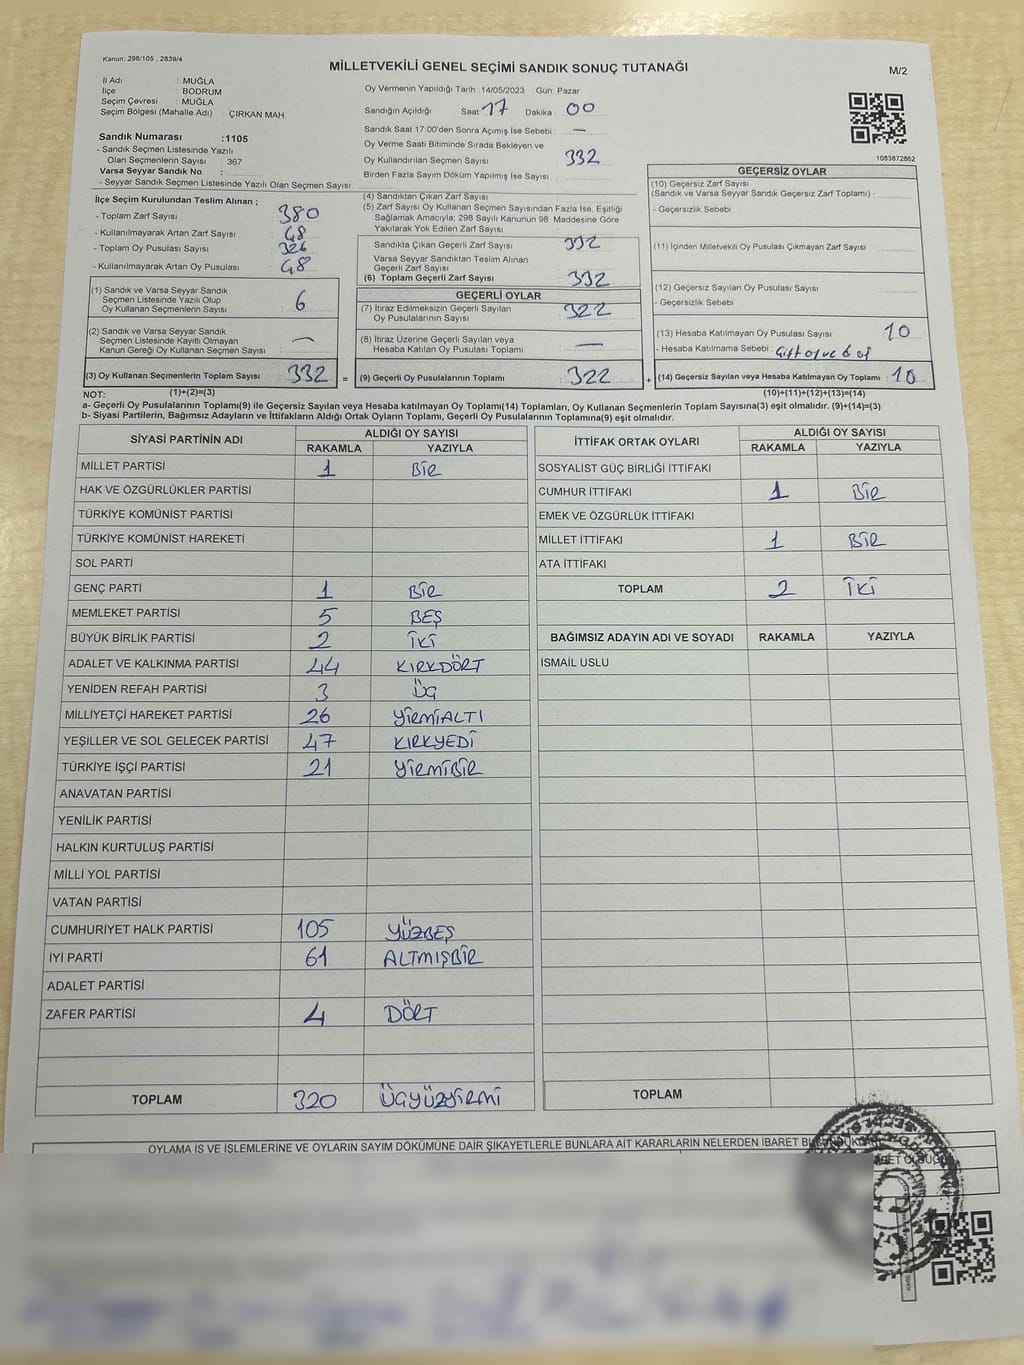 Kanun: 298/105 , 2839/4
MİLLETVEKİLİ GENEL SEÇİMİ SANDIK SONUÇ TUTANAĞI
M/2
İl Adı : MUĞLA
İlçe : BODRUM
Seçim Çevresi : MUĞLA
Seçim Bölgesi (Mahalle Adı) : ÇIRKAN MAH.
Sandık Numarası :1105
- Sandık Seçmen Listesinde Yazılı
Olan Seçmenlerin Sayısı : 367
Varsa Seyyar Sandık No :
- Seyyar Sandık Seçmen Listesinde Yazılı Olan Seçmen Sayısı:
Oy Vermenin Yapıldığı Tarih :14/05/2023 Gün: Pazar
Sandığın Açıldığı Saat 17 Dakika 00
Sandık Saat 17:00'den Sonra Açımış İse Sebebi : —
Oy Verme Saati Bitiminde Sırada Bekleyen ve
Oy Kullandırılan Seçmen Sayısı : 332
Birden Fazla Sayım Döküm Yapılmış İse Sayısı :
1083872862
İlçe Seçim Kurulundan Teslim Alınan ;
- Toplam Zarf Sayısı : 380
- Kullanılmayarak Artan Zarf Sayısı : 48
- Toplam Oy Pusulası Sayısı : 326
- Kullanılmayarak Artan Oy Pusulası : 48
(1) Sandık ve Varsa Seyyar Sandık
Seçmen Listesinde Yazılı Olup
Oy Kullanan Seçmenlerin Sayısı : 6
(2) Sandık ve Varsa Seyyar Sandık
Seçmen Listesinde Kayıtlı Olmayan
Kanun Gereği Oy Kullanan Seçmen Sayısı : —
(3) Oy Kullanan Seçmenlerin Toplam Sayısı : 332 =
(4) Sandıktan Çıkan Zarf Sayısı :
(5) Zarf Sayısı Oy Kullanan Seçmen Sayısından Fazla İse, Eşitliği
Sağlamak Amacıyla; 298 Sayılı Kanunun 98 Maddesine Göre
Yakılarak Yok Edilen Zarf Sayısı :
Sandıkta Çıkan Geçerli Zarf Sayısı : 332
Varsa Seyyar Sandıktan Teslim Alınan
Geçerli Zarf Sayısı :
(6) Toplam Geçerli Zarf Sayısı : 332
GEÇERLİ OYLAR
(7) İtiraz Edilmeksizin Geçerli Sayılan
Oy Pusulalarının Sayısı : 322
(8) İtiraz Üzerine Geçerli Sayılan veya
Hesaba Katılan Oy Pusulası Toplamı : —
(9) Geçerli Oy Pusulalarının Toplamı : 322 +
GEÇERSİZ OYLAR
(10) Geçersiz Zarf Sayısı
(Sandık ve Varsa Seyyar Sandık Geçersiz Zarf Toplamı) :
- Geçersizlik Sebebi :
(11) İçinden Milletvekili Oy Pusulası Çıkmayan Zarf Sayısı :
(12) Geçersiz Sayılan Oy Pusulası Sayısı :
- Geçersizlik Sebebi :
(13) Hesaba Katılmayan Oy Pusulası Sayısı : 10
- Hesaba Katılmama Sebebi :
(14) Geçersiz Sayılan veya Hesaba Katılmayan Oy Toplamı : 10
NOT: (1)+(2)=(3) (10)+(11)+(12)+(13)=(14)
a- Geçerli Oy Pusulalarının Toplamı(9) ile Geçersiz Sayılan veya Hesaba katılmayan Oy Toplamı(14) Toplamları, Oy Kullanan Seçmenlerin Toplam Sayısına(3) eşit olmalıdır. (9)+(14)=(3)
b- Siyasi Partilerin, Bağımsız Adayların ve İttifakların Aldığı Ortak Oyların Toplamı, Geçerli Oy Pusulalarının Toplamına(9) eşit olmalıdır.
SİYASİ PARTİNİN ADI ALDIĞI OY SAYISI
RAKAMLA YAZIYLA
MİLLET PARTİSİ 1 BİR
HAK VE ÖZGÜRLÜKLER PARTİSİ
TÜRKİYE KOMÜNİST PARTİSİ
TÜRKİYE KOMÜNİST HAREKETİ
SOL PARTİ
GENÇ PARTİ 1 BİR
MEMLEKET PARTİSİ 5 BEŞ
BÜYÜK BİRLİK PARTİSİ 2 İKİ
ADALET VE KALKINMA PARTİSİ 44 KIRKDÖRT
YENİDEN REFAH PARTİSİ 3 ÜÇ
MİLLİYETÇİ HAREKET PARTİSİ 26 YİRMİALTI
YEŞİLLER VE SOL GELECEK PARTİSİ 47 KIRKYEDİ
TÜRKİYE İŞÇİ PARTİSİ 21 YİRMİBİR
ANAVATAN PARTİSİ
YENİLİK PARTİSİ
HALKIN KURTULUŞ PARTİSİ
MİLLİ YOL PARTİSİ
VATAN PARTİSİ
CUMHURİYET HALK PARTİSİ 105 YÜZBEŞ
İYİ PARTİ 61 ALTMIŞBİR
ADALET PARTİSİ
ZAFER PARTİSİ 4 DÖRT
TOPLAM 320 ÜÇYÜZYİRMİ
İTTİFAK ORTAK OYLARI ALDIĞI OY SAYISI
RAKAMLA YAZIYLA
SOSYALİST GÜÇ BİRLİĞİ İTTİFAKI
CUMHUR İTTİFAKI 1 BİR
EMEK VE ÖZGÜRLÜK İTTİFAKI
MİLLET İTTİFAKI 1 BİR
ATA İTTİFAKI
TOPLAM 2 İKİ
BAĞIMSIZ ADAYIN ADI VE SOYADI RAKAMLA YAZIYLA
İSMAİL USLU
TOPLAM
OYLAMA İŞ VE İŞLEMLERİNE VE OYLARIN SAYIM DÖKÜMÜNE DAİR ŞİKAYETLERLE BUNLARA AİT KARARLARIN NELERDEN İBARET